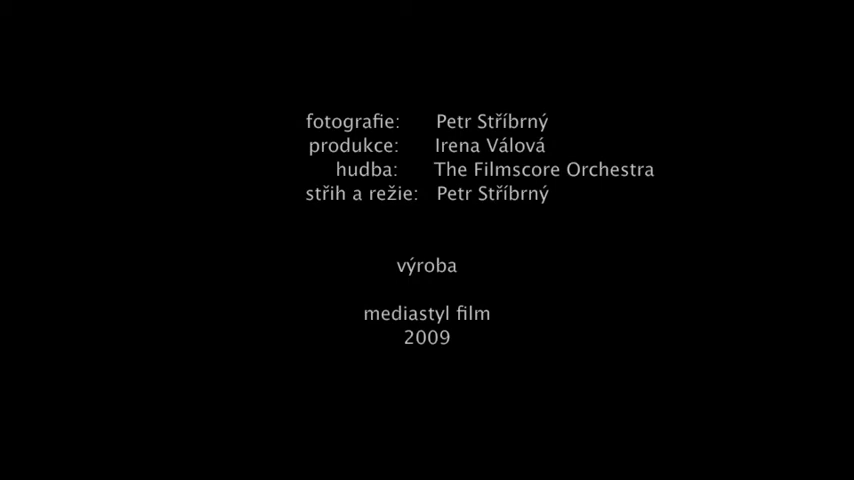 fotografie: Petr Stříbrný
produkce: Irena Válová
hudba: The Filmscore Orchestra
střih a režie: Petr Stříbrný
výroba
mediastyl film
2009